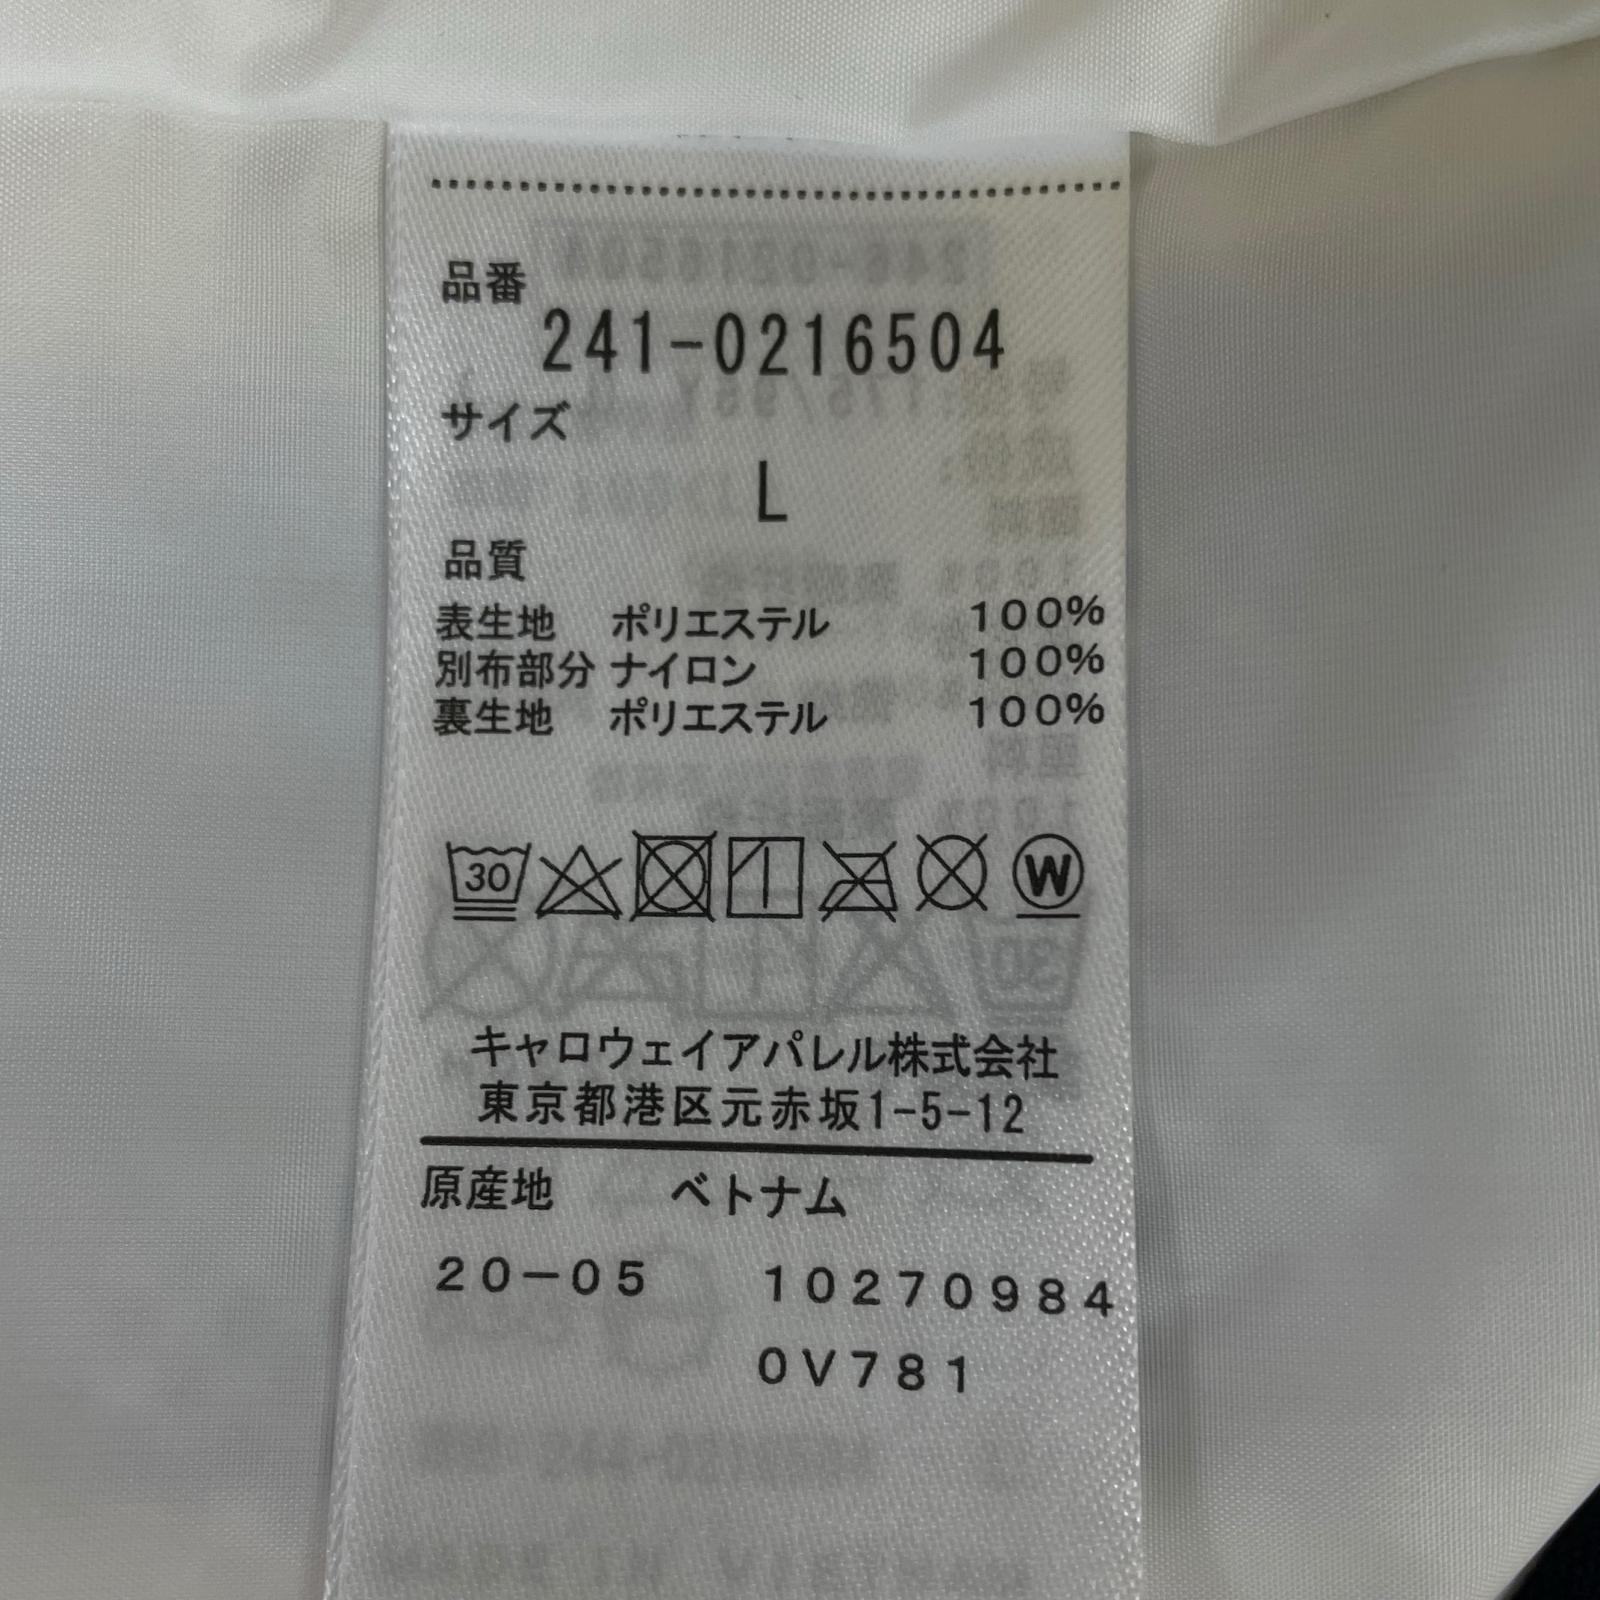 品番
241-0216504
サイズ
L
品質
表生地 ポリエステル 100%
別布部分 ナイロン 100%
裏生地 ポリエステル 100%
30 W
キャロウェイアパレル株式会社
東京都港区元赤坂1-5-12
原産地 ベトナム
20-05 10270984
0V781